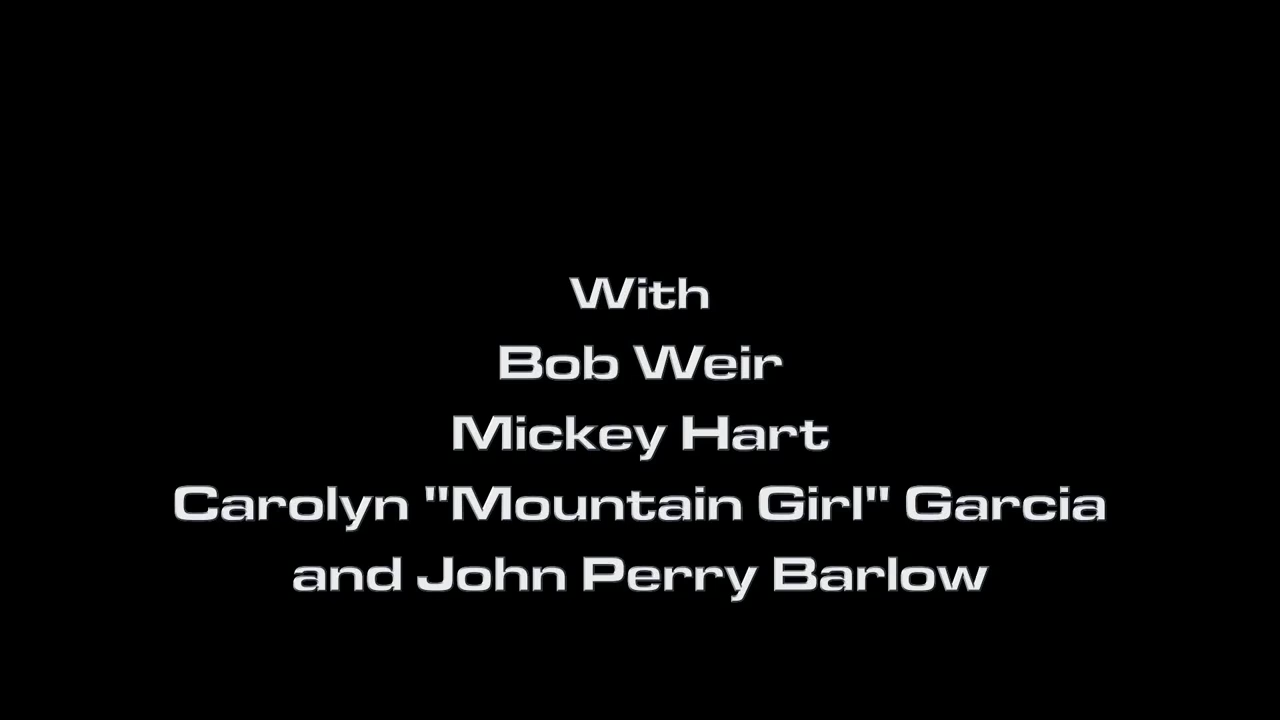 With
Bob Weir
Mickey Hart
Carolyn "Mountain Girl" Garcia
and John Perry Barlow